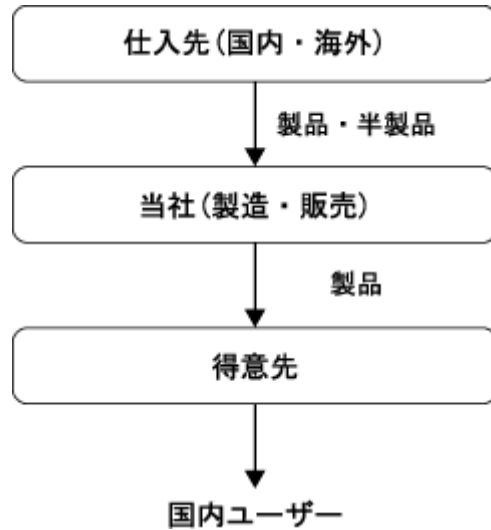 仕入先(国内・海外)
製品・半製品
当社(製造・販売)
製品
得意先
国内ユーザー